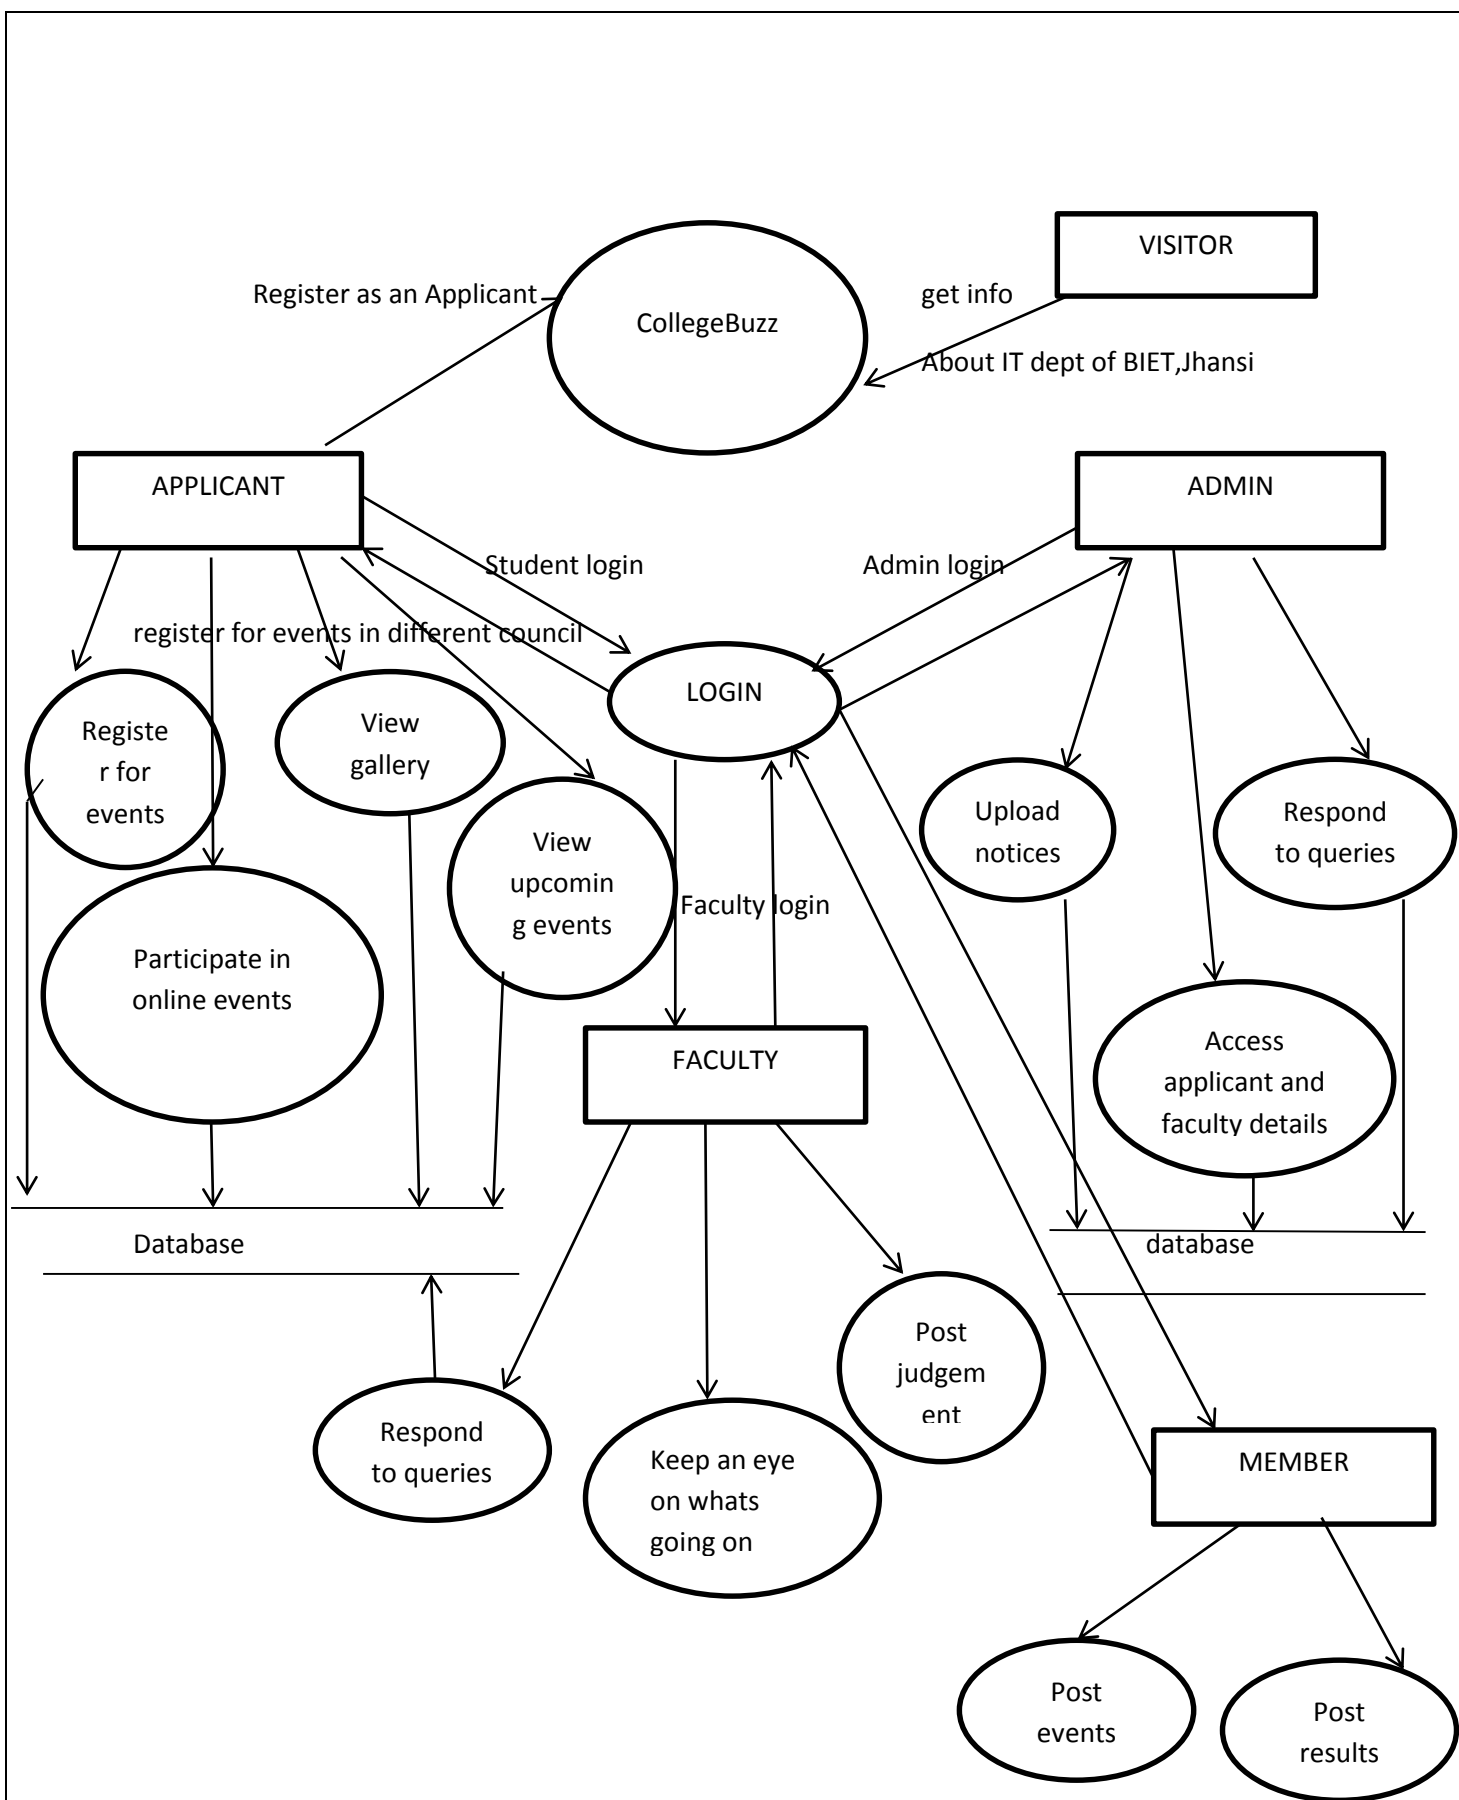 VISITOR
Register as an Applicant
get info
CollegeBuzz
About IT dept of BIET,Jhansi
APPLICANT
ADMIN
Student login
Admin login
register for events in different council
LOGIN
Registe
r for
events
View
gallery
View
upcomin
g events
Upload
notices
Respond
to queries
Faculty login
Participate in
online events
FACULTY
Access
applicant and
faculty details
Database
database
Post
judgem
ent
Respond
to queries
Keep an eye
on whats
going on
MEMBER
Post
events
Post
results